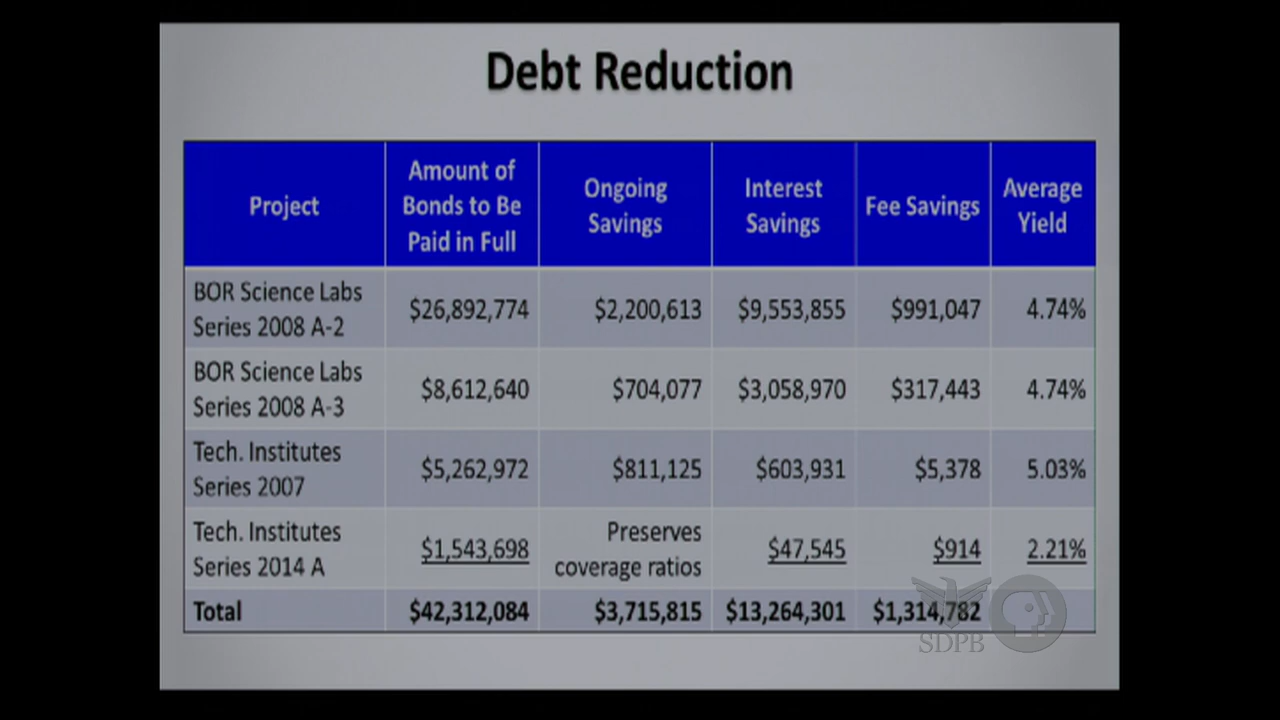 Debt Reduction
Project
Amount of
Bonds to Be
Paid in Full
Ongoing
Savings
Interest
Savings
Fee Savings
Average
Yield
BOR Science Labs
Series 2008 A-2
$26,892,774
$2,200,613
$9,553,855
$991,047
4.74%
BOR Science Labs
Series 2008 A-3
$8,612,640
$704,077
$3,058,970
$317,443
4.74%
Tech. Institutes
Series 2007
$5,262,972
$811,125
$603,931
$5,378
5.03%
Tech. Institutes
Series 2014 A
$1,543,698
Preserves
coverage ratios
$47,545
$914
2.21%
Total
$42,312,084
$3,715,815
$13,264,301
$1,314,782
SDPB